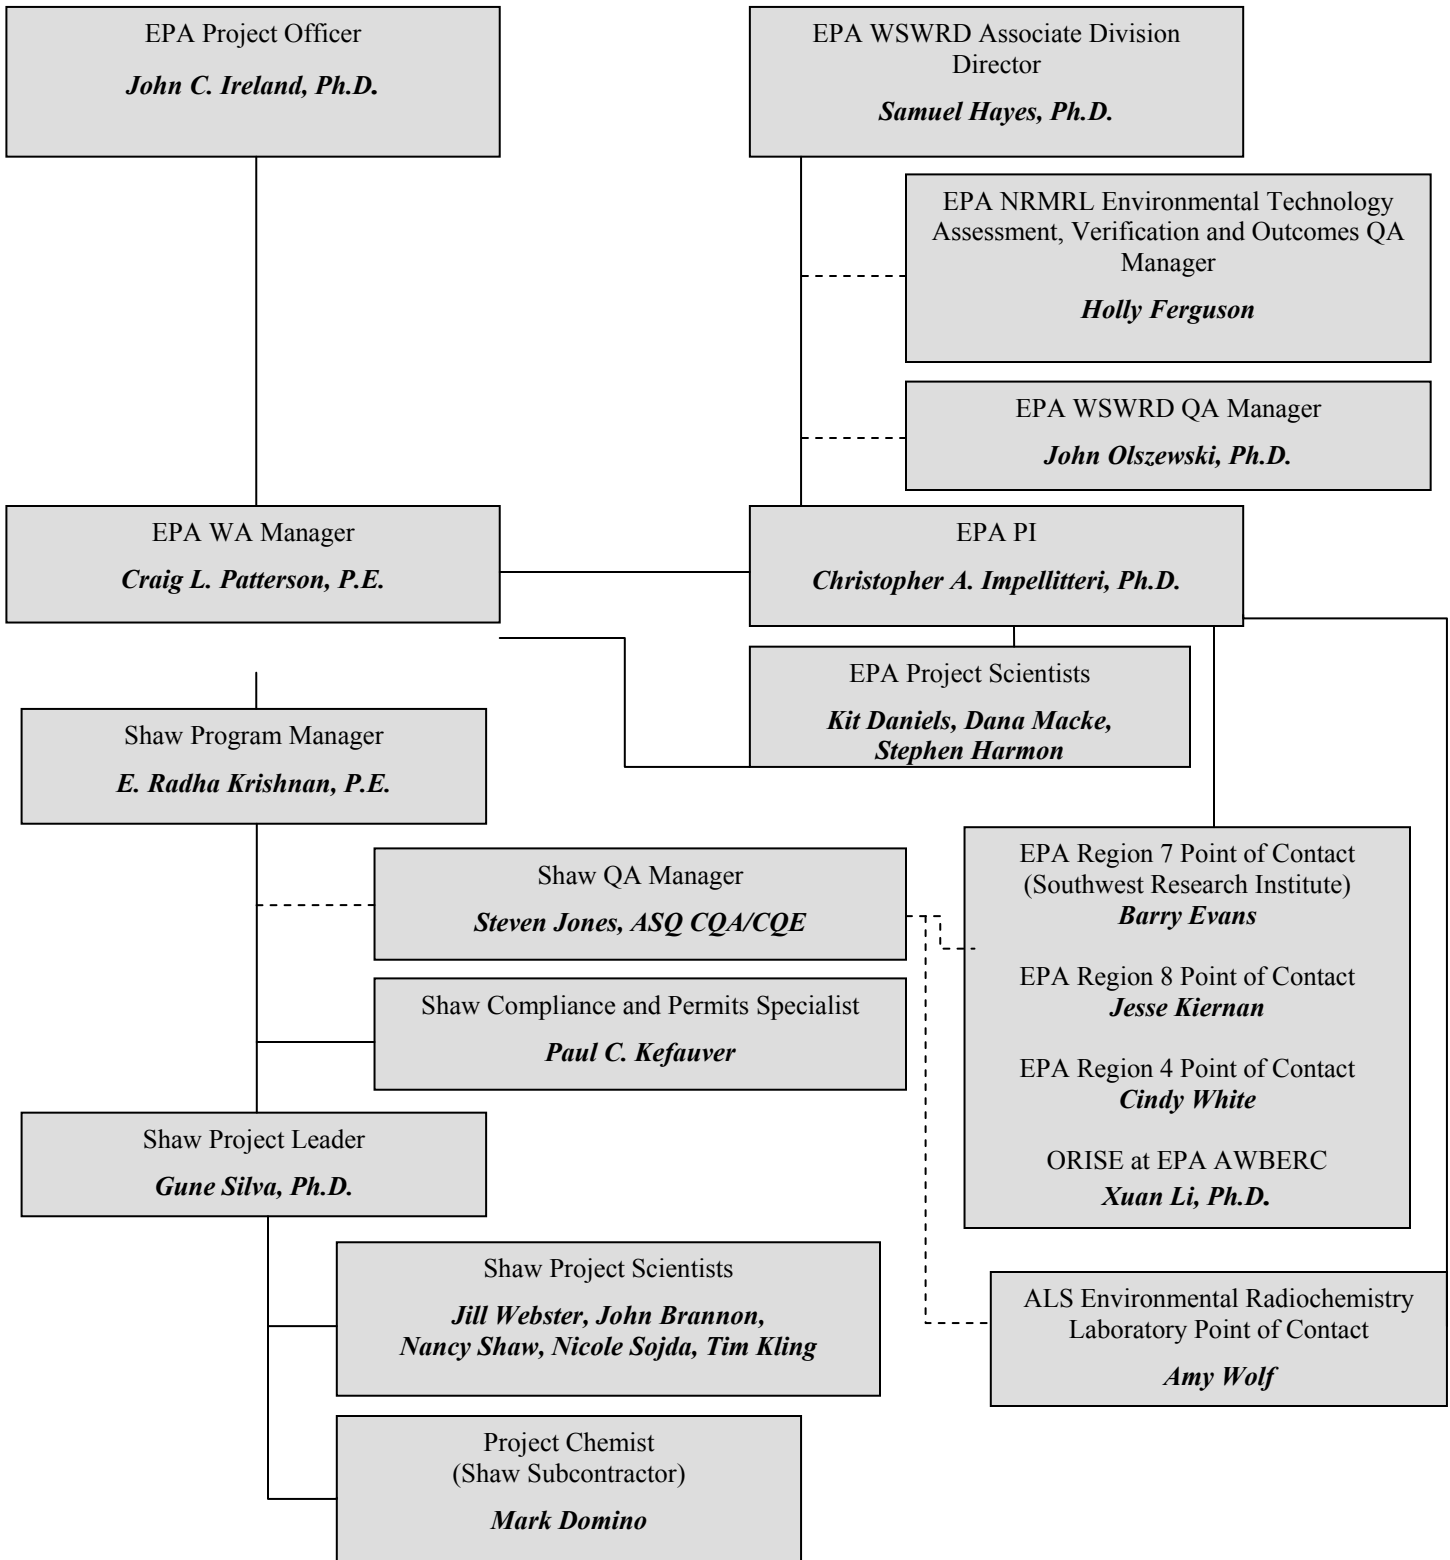 EPA Project Officer
John C. Ireland, Ph.D.
EPA WSWRD Associate Division
Director
Samuel Hayes, Ph.D.
EPA NRMRL Environmental Technology
Assessment, Verification and Outcomes QA
Manager
Holly Ferguson
EPA WSWRD QA Manager
John Olszewski, Ph.D.
EPA WA Manager
Craig L. Patterson, P.E.
EPA PI
Christopher A. Impellitteri, Ph.D.
EPA Project Scientists
Kit Daniels, Dana Macke,
Stephen Harmon
Shaw Program Manager
E. Radha Krishnan, P.E.
Shaw QA Manager
Steven Jones, ASQ CQA/CQE
Shaw Compliance and Permits Specialist
Paul C. Kefauver
EPA Region 7 Point of Contact
(Southwest Research Institute)
Barry Evans
EPA Region 8 Point of Contact
Jesse Kiernan
EPA Region 4 Point of Contact
Cindy White
ORISE at EPA AWBERC
Xuan Li, Ph.D.
Shaw Project Leader
Gune Silva, Ph.D.
Shaw Project Scientists
Jill Webster, John Brannon,
Nancy Shaw, Nicole Sojda, Tim Kling
ALS Environmental Radiochemistry
Laboratory Point of Contact
Amy Wolf
Project Chemist
(Shaw Subcontractor)
Mark Domino